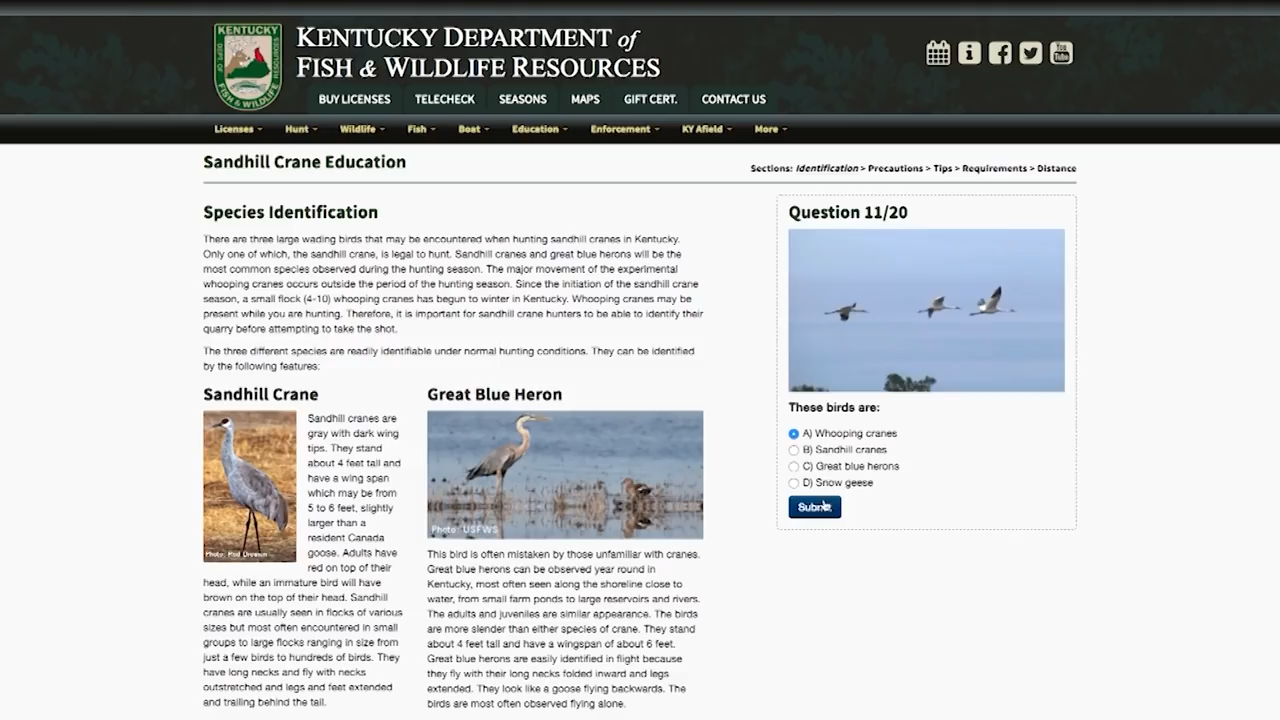 KENTUCKY
DEPT. OF
RESOURCES
FISH & WILDLIFE
KENTUCKY DEPARTMENT of
FISH & WILDLIFE RESOURCES
BUY LICENSES TELECHECK SEASONS MAPS GIFT CERT. CONTACT US
You
Tube
Licenses Hunt Wildlife Fish Boat Education Enforcement KY Afield More
Sandhill Crane Education
Sections: Identification > Precautions > Tips > Requirements > Distance
Species Identification
There are three large wading birds that may be encountered when hunting sandhill cranes in Kentucky.
Only one of which, the sandhill crane, is legal to hunt. Sandhill cranes and great blue herons will be the
most common species observed during the hunting season. The major movement of the experimental
whooping cranes occurs outside the period of the hunting season. Since the initiation of the sandhill crane
season, a small flock (4-10) whooping cranes has begun to winter in Kentucky. Whooping cranes may be
present while you are hunting. Therefore, it is important for sandhill crane hunters to be able to identify their
quarry before attempting to take the shot.
The three different species are readily identifiable under normal hunting conditions. They can be identified
by the following features:
Sandhill Crane
Photo: Rod Drewien
Sandhill cranes are
gray with dark wing
tips. They stand
about 4 feet tall and
have a wing span
which may be from
5 to 6 feet, slightly
larger than a
resident Canada
goose. Adults have
red on top of their
head, while an immature bird will have
brown on the top of their head. Sandhill
cranes are usually seen in flocks of various
sizes but most often encountered in small
groups to large flocks ranging in size from
just a few birds to hundreds of birds. They
have long necks and fly with necks
outstretched and legs and feet extended
and trailing behind the tail.
Great Blue Heron
Photo: USFWS
This bird is often mistaken by those unfamiliar with cranes.
Great blue herons can be observed year round in
Kentucky, most often seen along the shoreline close to
water, from small farm ponds to large reservoirs and rivers.
The adults and juveniles are similar appearance. The birds
are more slender than either species of crane. They stand
about 4 feet tall and have a wingspan of about 6 feet.
Great blue herons are easily identified in flight because
they fly with their long necks folded inward and legs
extended. They look like a goose flying backwards. The
birds are most often observed flying alone.
Question 11/20
These birds are:
A) Whooping cranes
B) Sandhill cranes
C) Great blue herons
D) Snow geese
Submit